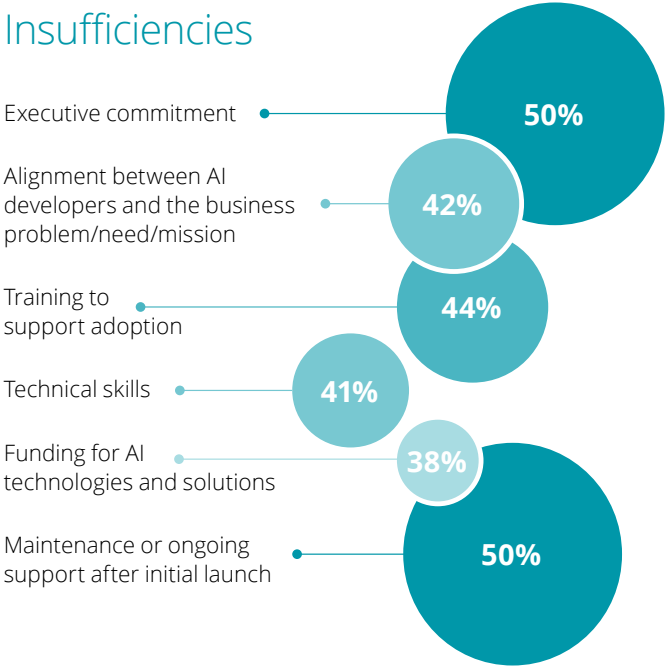 Insufficiencies
Executive commitment
50%
Alignment between AI
developers and the business
problem/need/mission
42%
Training to
support adoption
44%
Technical skills
41%
Funding for AI
technologies and solutions
38%
Maintenance or ongoing
support after initial launch
50%